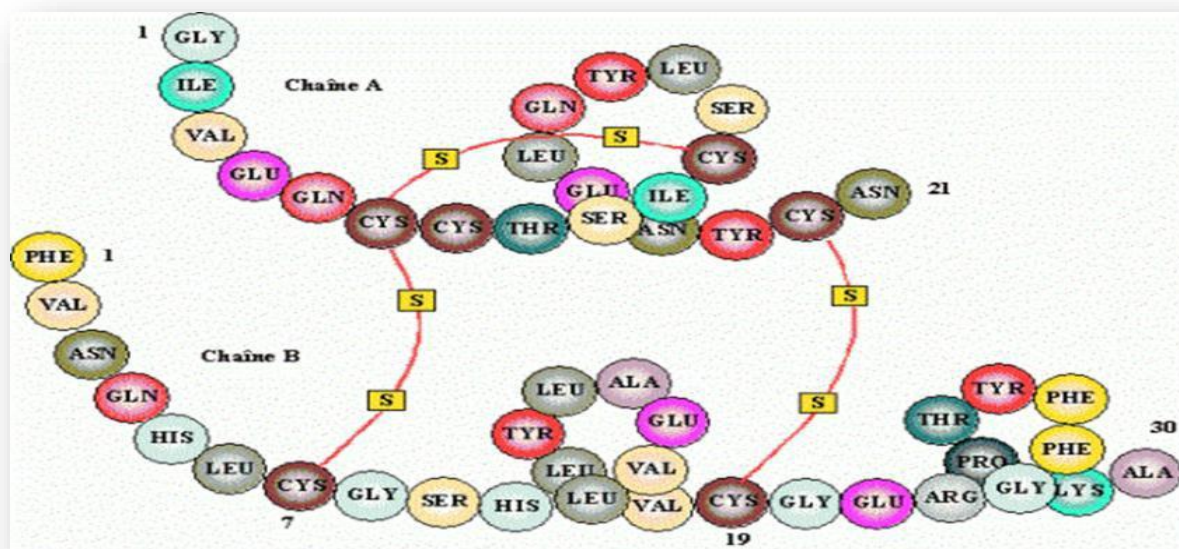 1
GLY
ILE
VAL
GLU
GLN
CYS
CYS
THR
SER
ILE
CYS
SER
LEU
TYR
GLN
LEU
GLU
ASN
TYR
CYS
ASN
21
Chaîne A
S
S
S
S
S
S
Chaîne B
PHE
1
VAL
ASN
GLN
HIS
LEU
CYS
7
GLY
SER
HIS
LEU
VAL
GLU
ALA
LEU
TYR
LEU
VAL
CYS
19
GLY
GLU
ARG
GLY
PHE
PHE
TYR
THR
PRO
LYS
ALA
30